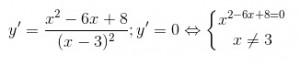 y' = \frac{x^2 - 6x + 8}{(x - 3)^2}; y' = 0 \Leftrightarrow \begin{cases} x^{2-6x+8=0} \\ x \neq 3 \end{cases}